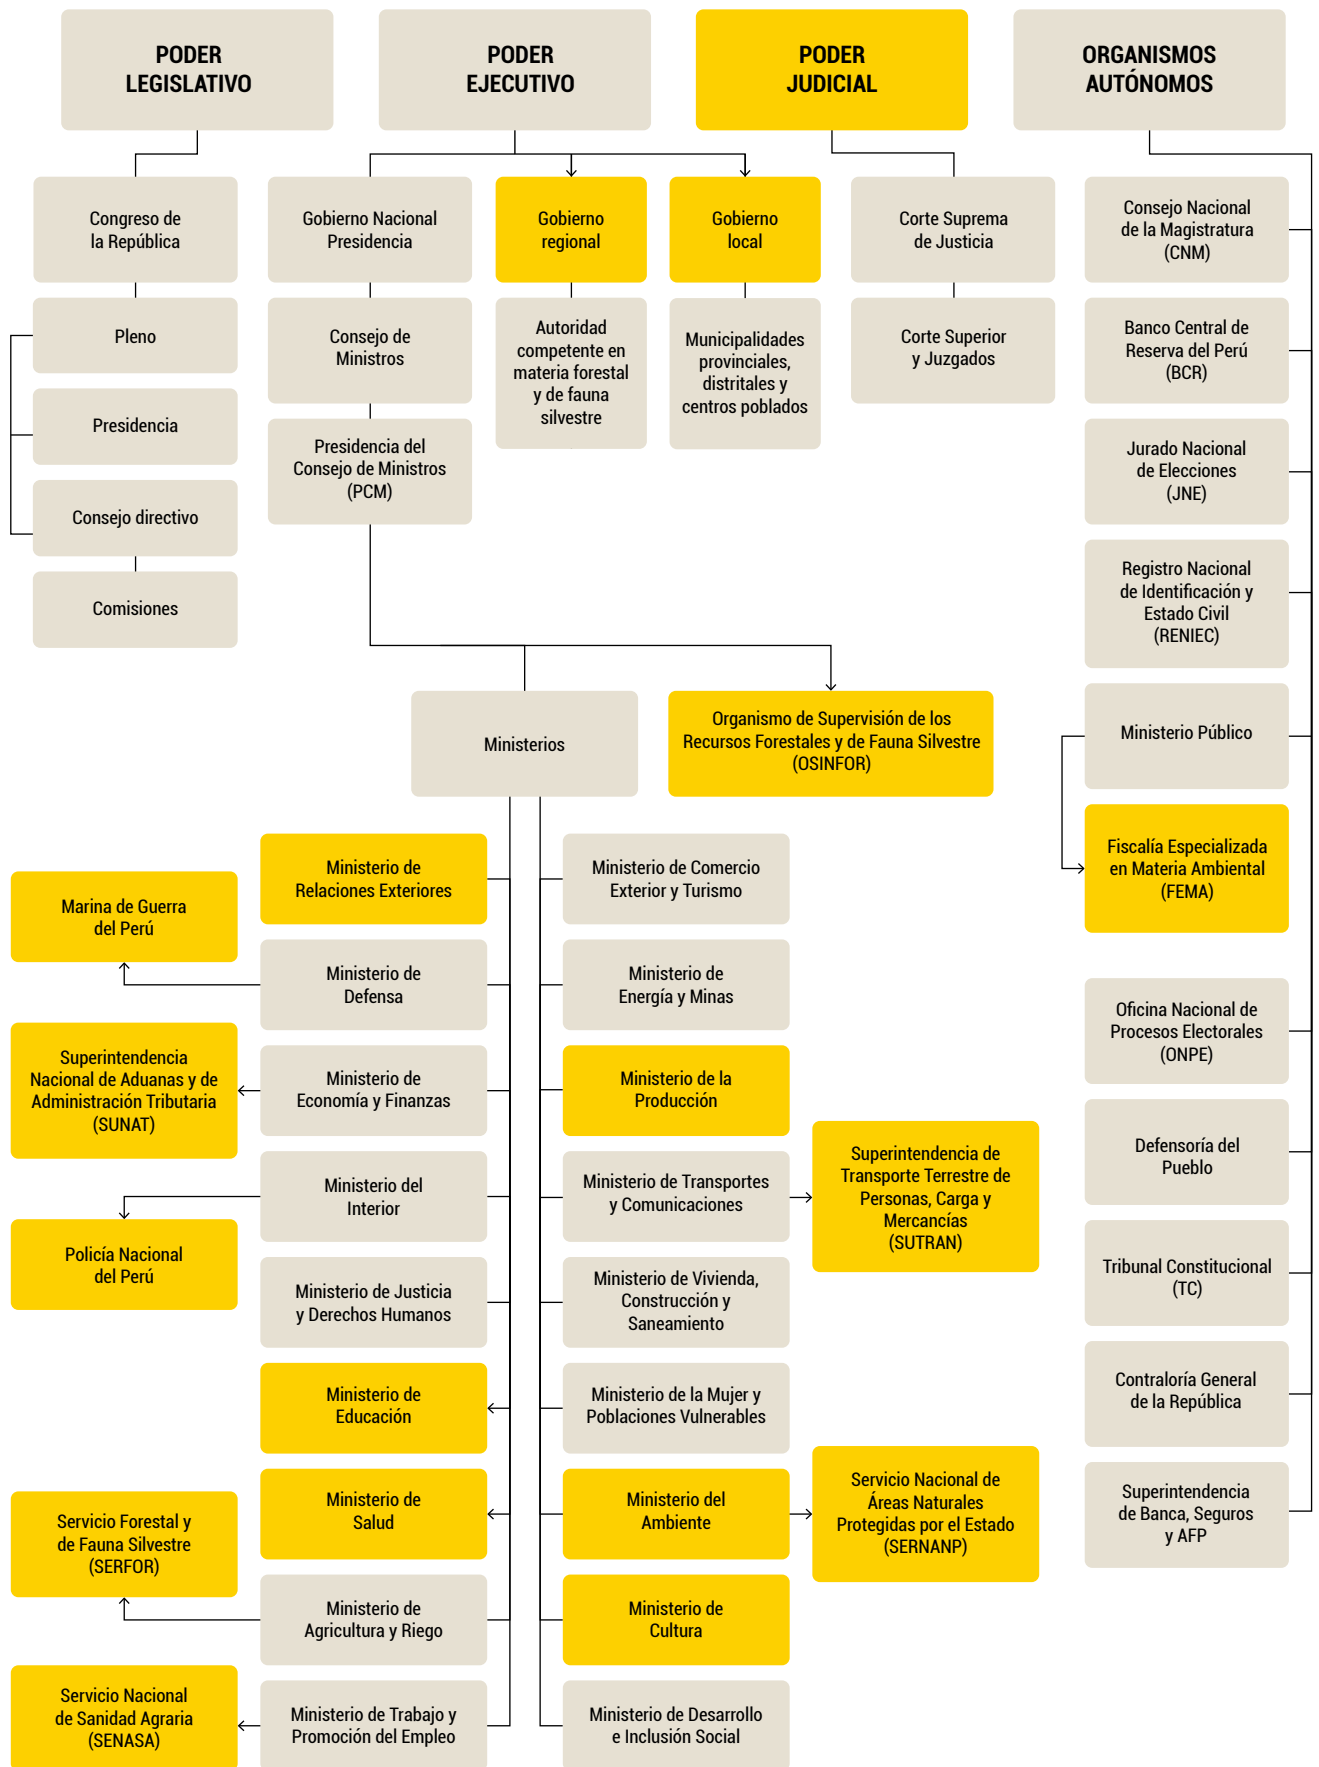 PODER
LEGISLATIVO
PODER
EJECUTIVO
PODER
JUDICIAL
ORGANISMOS
AUTÓNOMOS
Congreso de
la República
Gobierno Nacional
Presidencia
Gobierno
regional
Gobierno
local
Corte Suprema
de Justicia
Consejo Nacional
de la Magistratura
(CNM)
Pleno
Consejo de
Ministros
Autoridad
competente en
materia forestal
y de fauna
silvestre
Municipalidades
provinciales,
distritales y
centros poblados
Corte Superior
y Juzgados
Banco Central de
Reserva del Perú
(BCR)
Presidencia
Presidencia del
Consejo de Ministros
(PCM)
Jurado Nacional
de Elecciones
(JNE)
Consejo directivo
Comisiones
Registro Nacional
de Identificación y
Estado Civil
(RENIEC)
Ministerios
Organismo de Supervisión de los
Recursos Forestales y de Fauna Silvestre
(OSINFOR)
Ministerio Público
Fiscalía Especializada
en Materia Ambiental
(FEMA)
Ministerio de
Relaciones Exteriores
Ministerio de Comercio
Exterior y Turismo
Marina de Guerra
del Perú
Ministerio de
Defensa
Ministerio de
Energía y Minas
Oficina Nacional de
Procesos Electorales
(ONPE)
Superintendencia
Nacional de Aduanas y de
Administración Tributaria
(SUNAT)
Ministerio de
Economía y Finanzas
Ministerio de la
Producción
Defensoría del
Pueblo
Ministerio del
Interior
Ministerio de Transportes
y Comunicaciones
Superintendencia de
Transporte Terrestre de
Personas, Carga y
Mercancías
(SUTRAN)
Policía Nacional
del Perú
Ministerio de Justicia
y Derechos Humanos
Ministerio de Vivienda,
Construcción y
Saneamiento
Tribunal Constitucional
(TC)
Ministerio de
Educación
Ministerio de la Mujer y
Poblaciones Vulnerables
Contraloría General
de la República
Servicio Forestal y
de Fauna Silvestre
(SERFOR)
Ministerio de
Salud
Ministerio del
Ambiente
Servicio Nacional de
Áreas Naturales
Protegidas por el Estado
(SERNANP)
Superintendencia
de Banca, Seguros
y AFP
Ministerio de
Agricultura y Riego
Ministerio de
Cultura
Servicio Nacional
de Sanidad Agraria
(SENASA)
Ministerio de Trabajo y
Promoción del Empleo
Ministerio de Desarrollo
e Inclusión Social